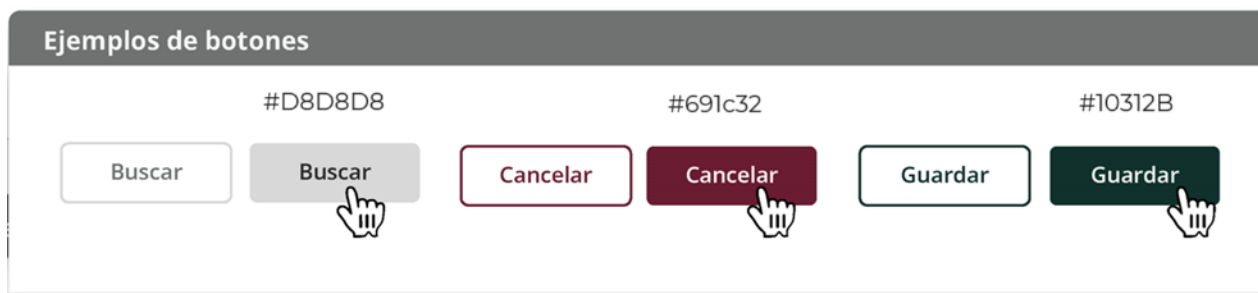 Ejemplos de botones
#D8D8D8 #691c32 #10312B
Buscar Buscar Cancelar Cancelar Guardar Guardar